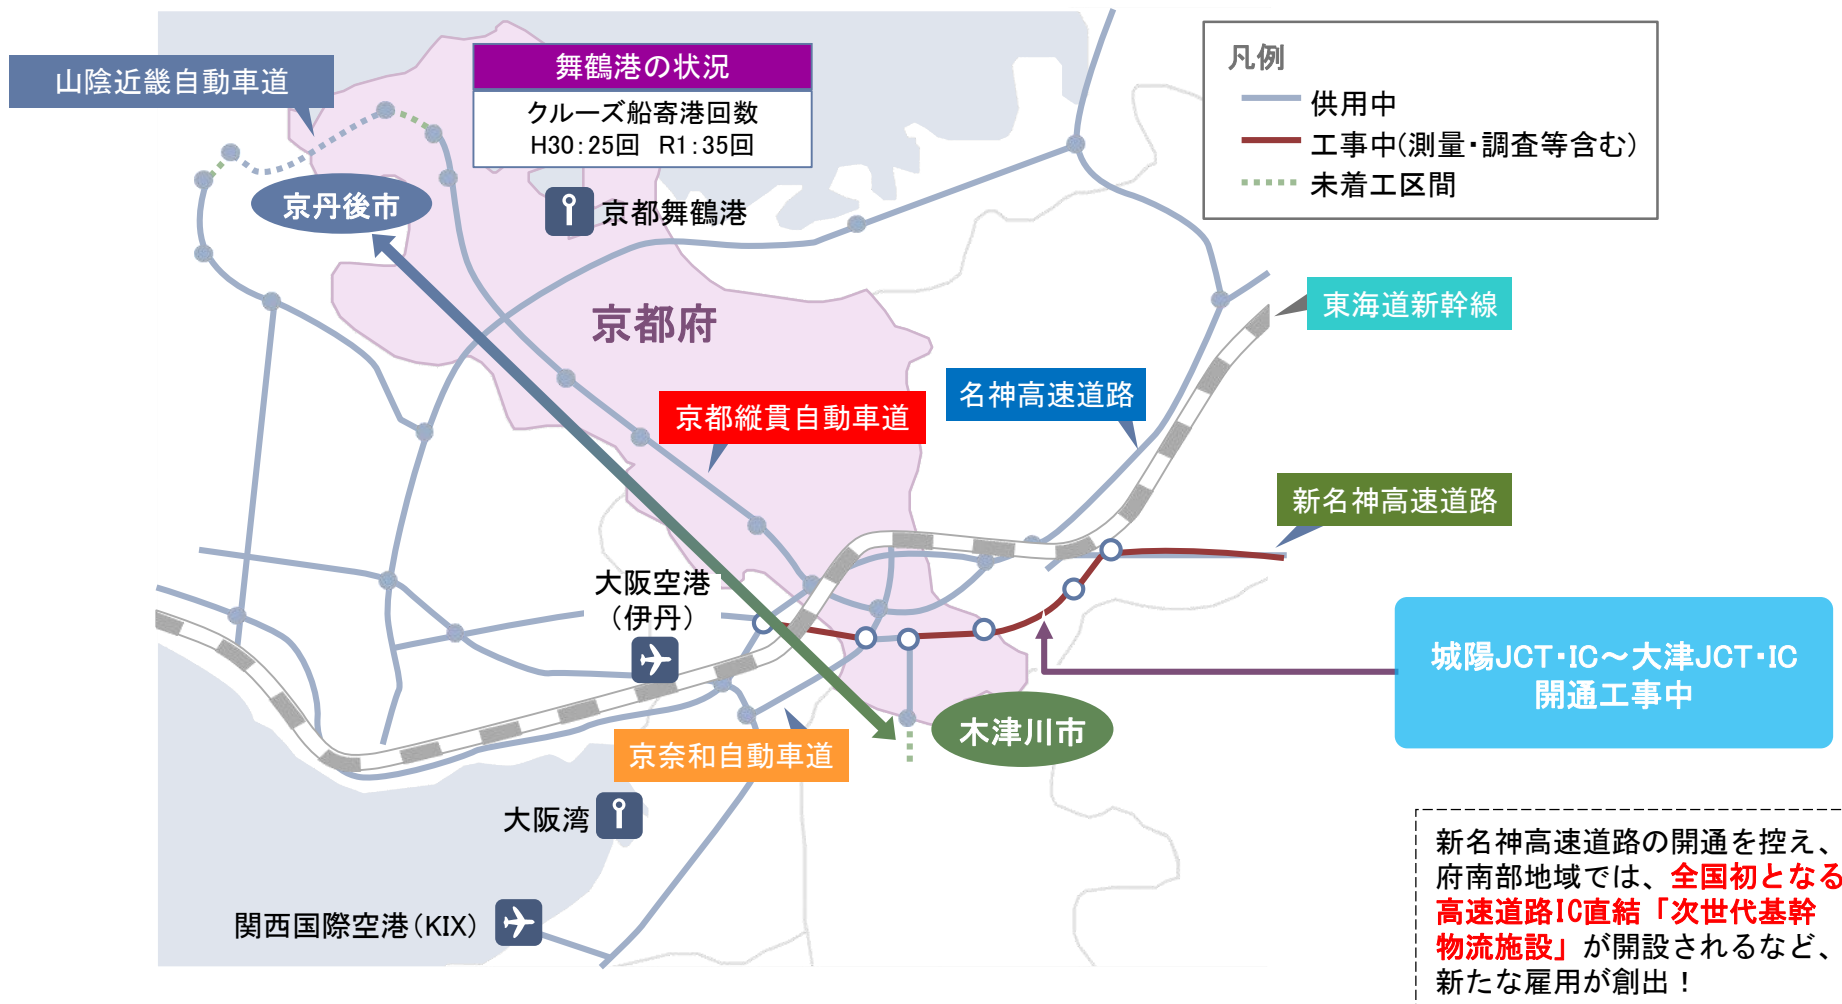 山陰近畿自動車道
舞鶴港の状況
クルーズ船寄港回数
H30:25回 R1:35回
凡例
供用中
工事中(測量・調査等含む)
未着工区間
京丹後市
京都舞鶴港
京都府
東海道新幹線
名神高速道路
京都縦貫自動車道
新名神高速道路
大阪空港
(伊丹)
城陽JCT・IC～大津JCT・IC
開通工事中
木津川市
京奈和自動車道
大阪湾
関西国際空港(KIX)
新名神高速道路の開通を控え、
府南部地域では、全国初となる
高速道路IC直結「次世代基幹
物流施設」が開設されるなど、
新たな雇用が創出！